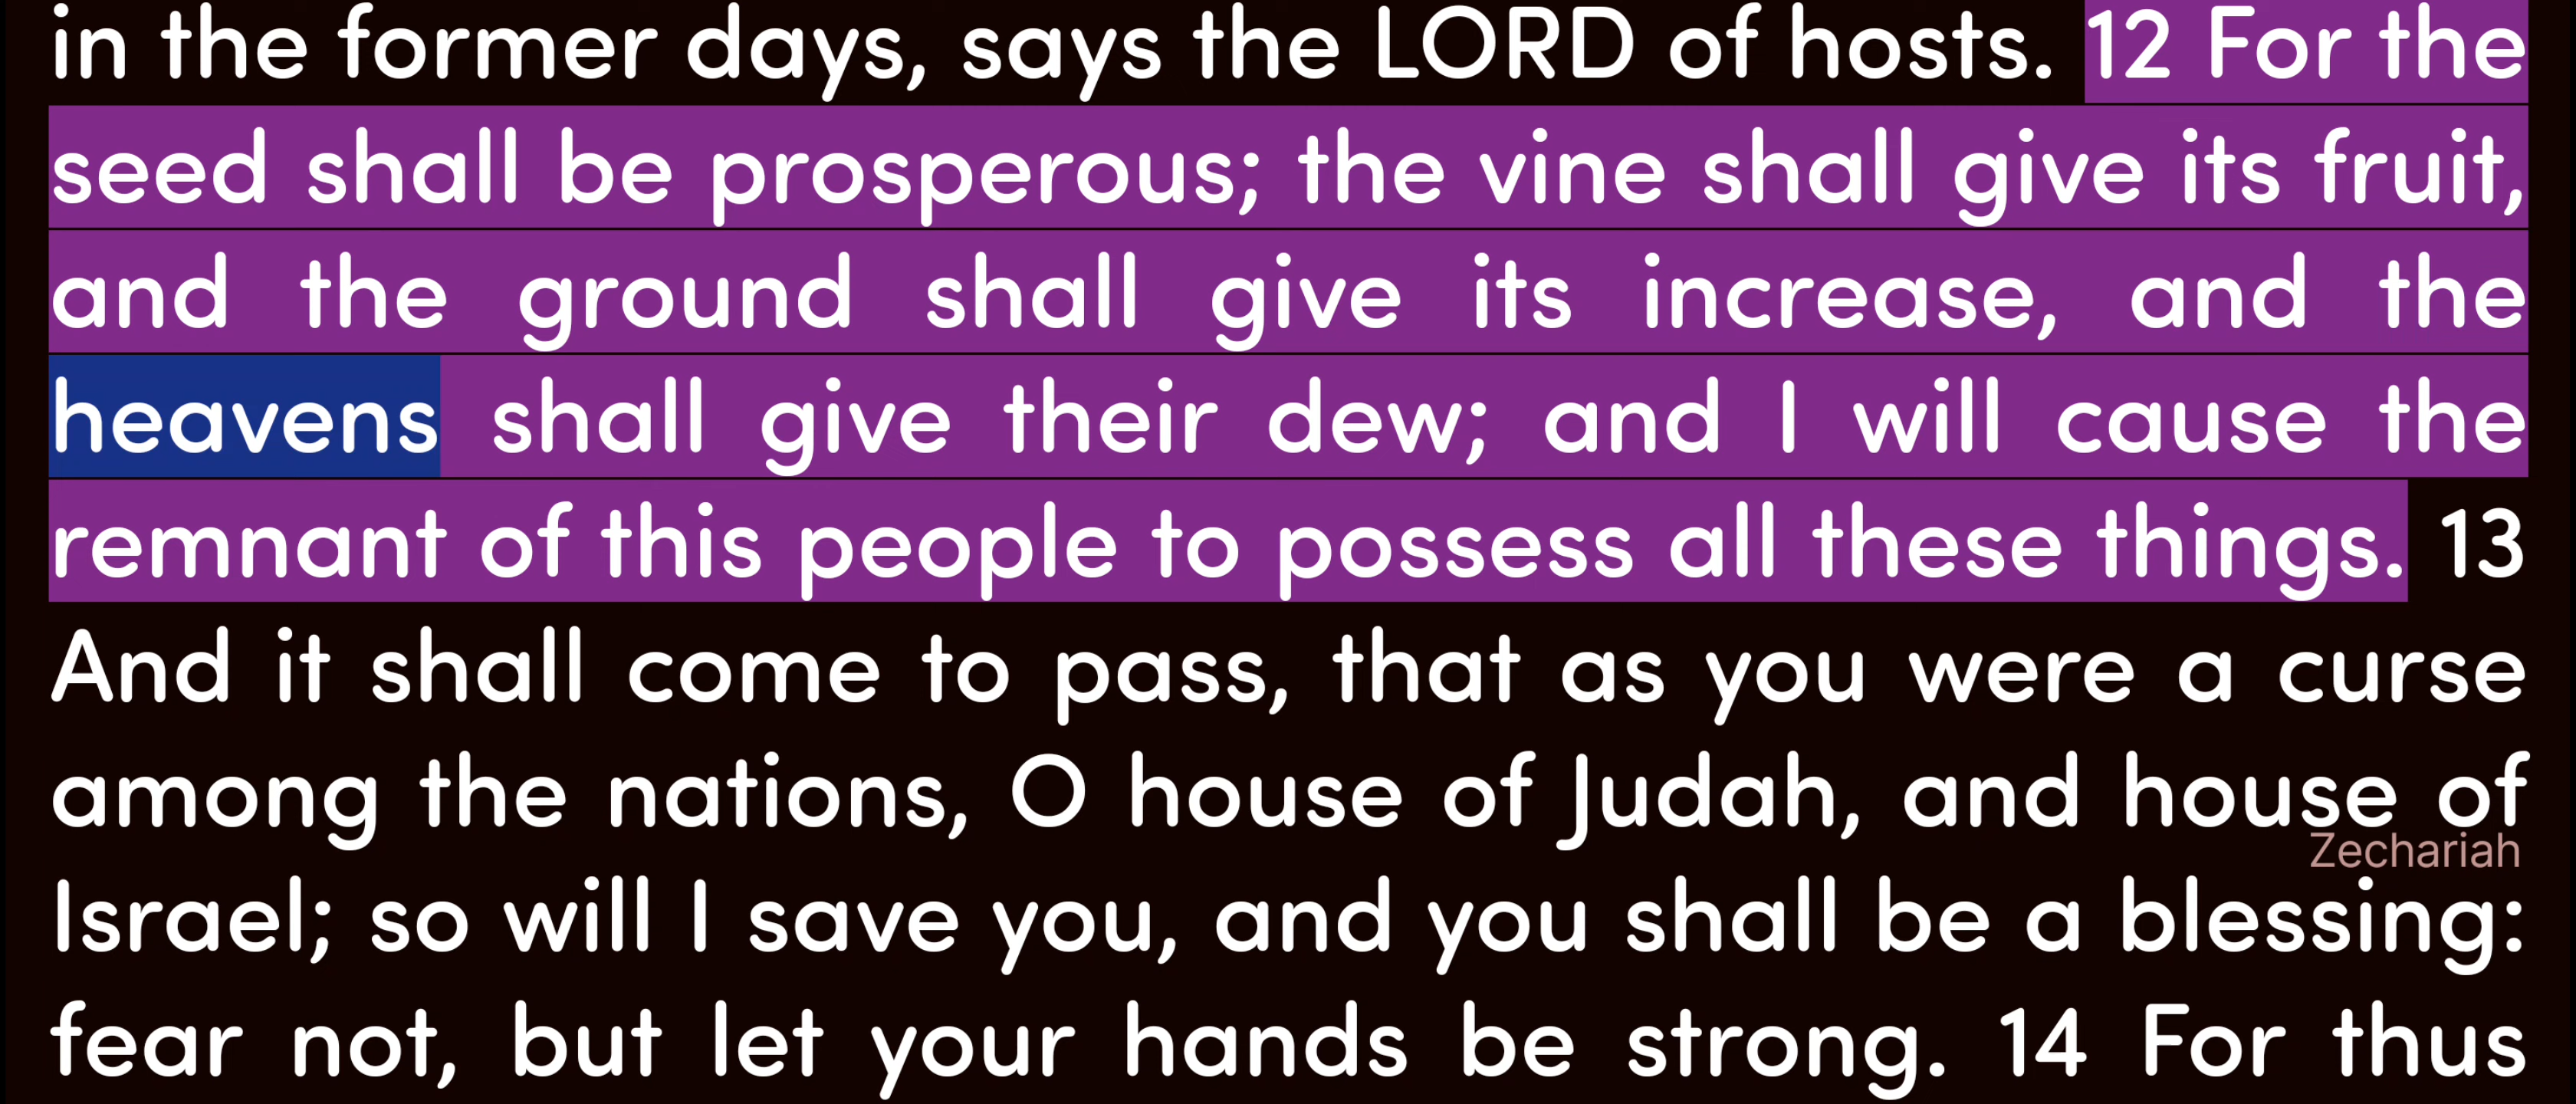 in the former days, says the LORD of hosts. 12 For the
seed shall be prosperous; the vine shall give its fruit,
and the ground shall give its increase, and the
heavens shall give their dew; and I will cause the
remnant of this people to possess all these things. 13
And it shall come to pass, that as you were a curse
among the nations, O house of Judah, and house of
Zechariah
Israel; so will I save you, and you shall be a blessing:
fear not, but let your hands be strong. 14 For thus